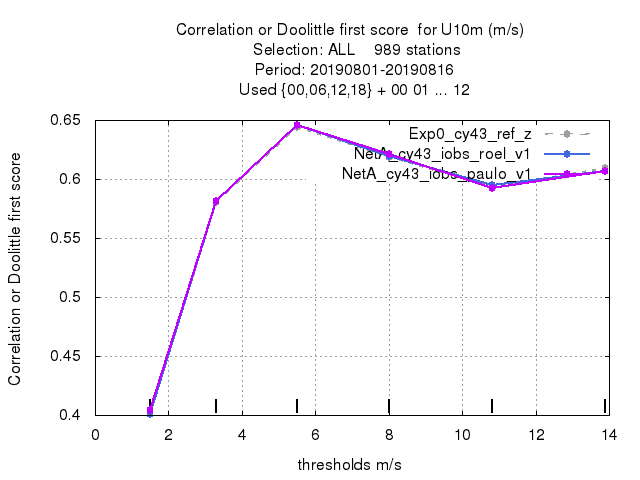 Correlation or Doolittle first score  for U10m (m/s)
Selection: ALL    989 stations
Period: 20190801-20190816
Used {00,06,12,18} + 00 01 ... 12
Exp0_cy43_ref_z
NetA_cy43_iobs_roel_v1
NetA_cy43_iobs_paulo_v1
0.65
0.6
0.55
0.5
0.45
0.4
Correlation or Doolittle first score
0 2 4 6 8 10 12 14
thresholds m/s